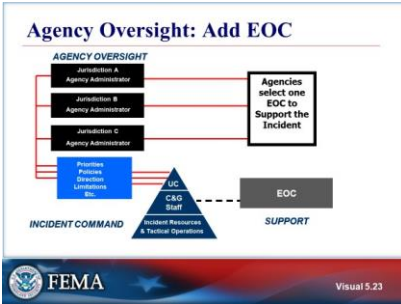 Agency Oversight: Add EOC
AGENCY OVERSIGHT
Jurisdiction A
Agency Administrator
Jurisdiction B
Agency Administrator
Jurisdiction C
Agency Administrator
Agencies
select one
EOC to
Support the
Incident
Priorities
Policies
Direction
Limitations
Etc.
UC
C&G
Staff
Incident Resources
& Tactical Operations
EOC
INCIDENT COMMAND
SUPPORT
FEMA
Visual 5.23